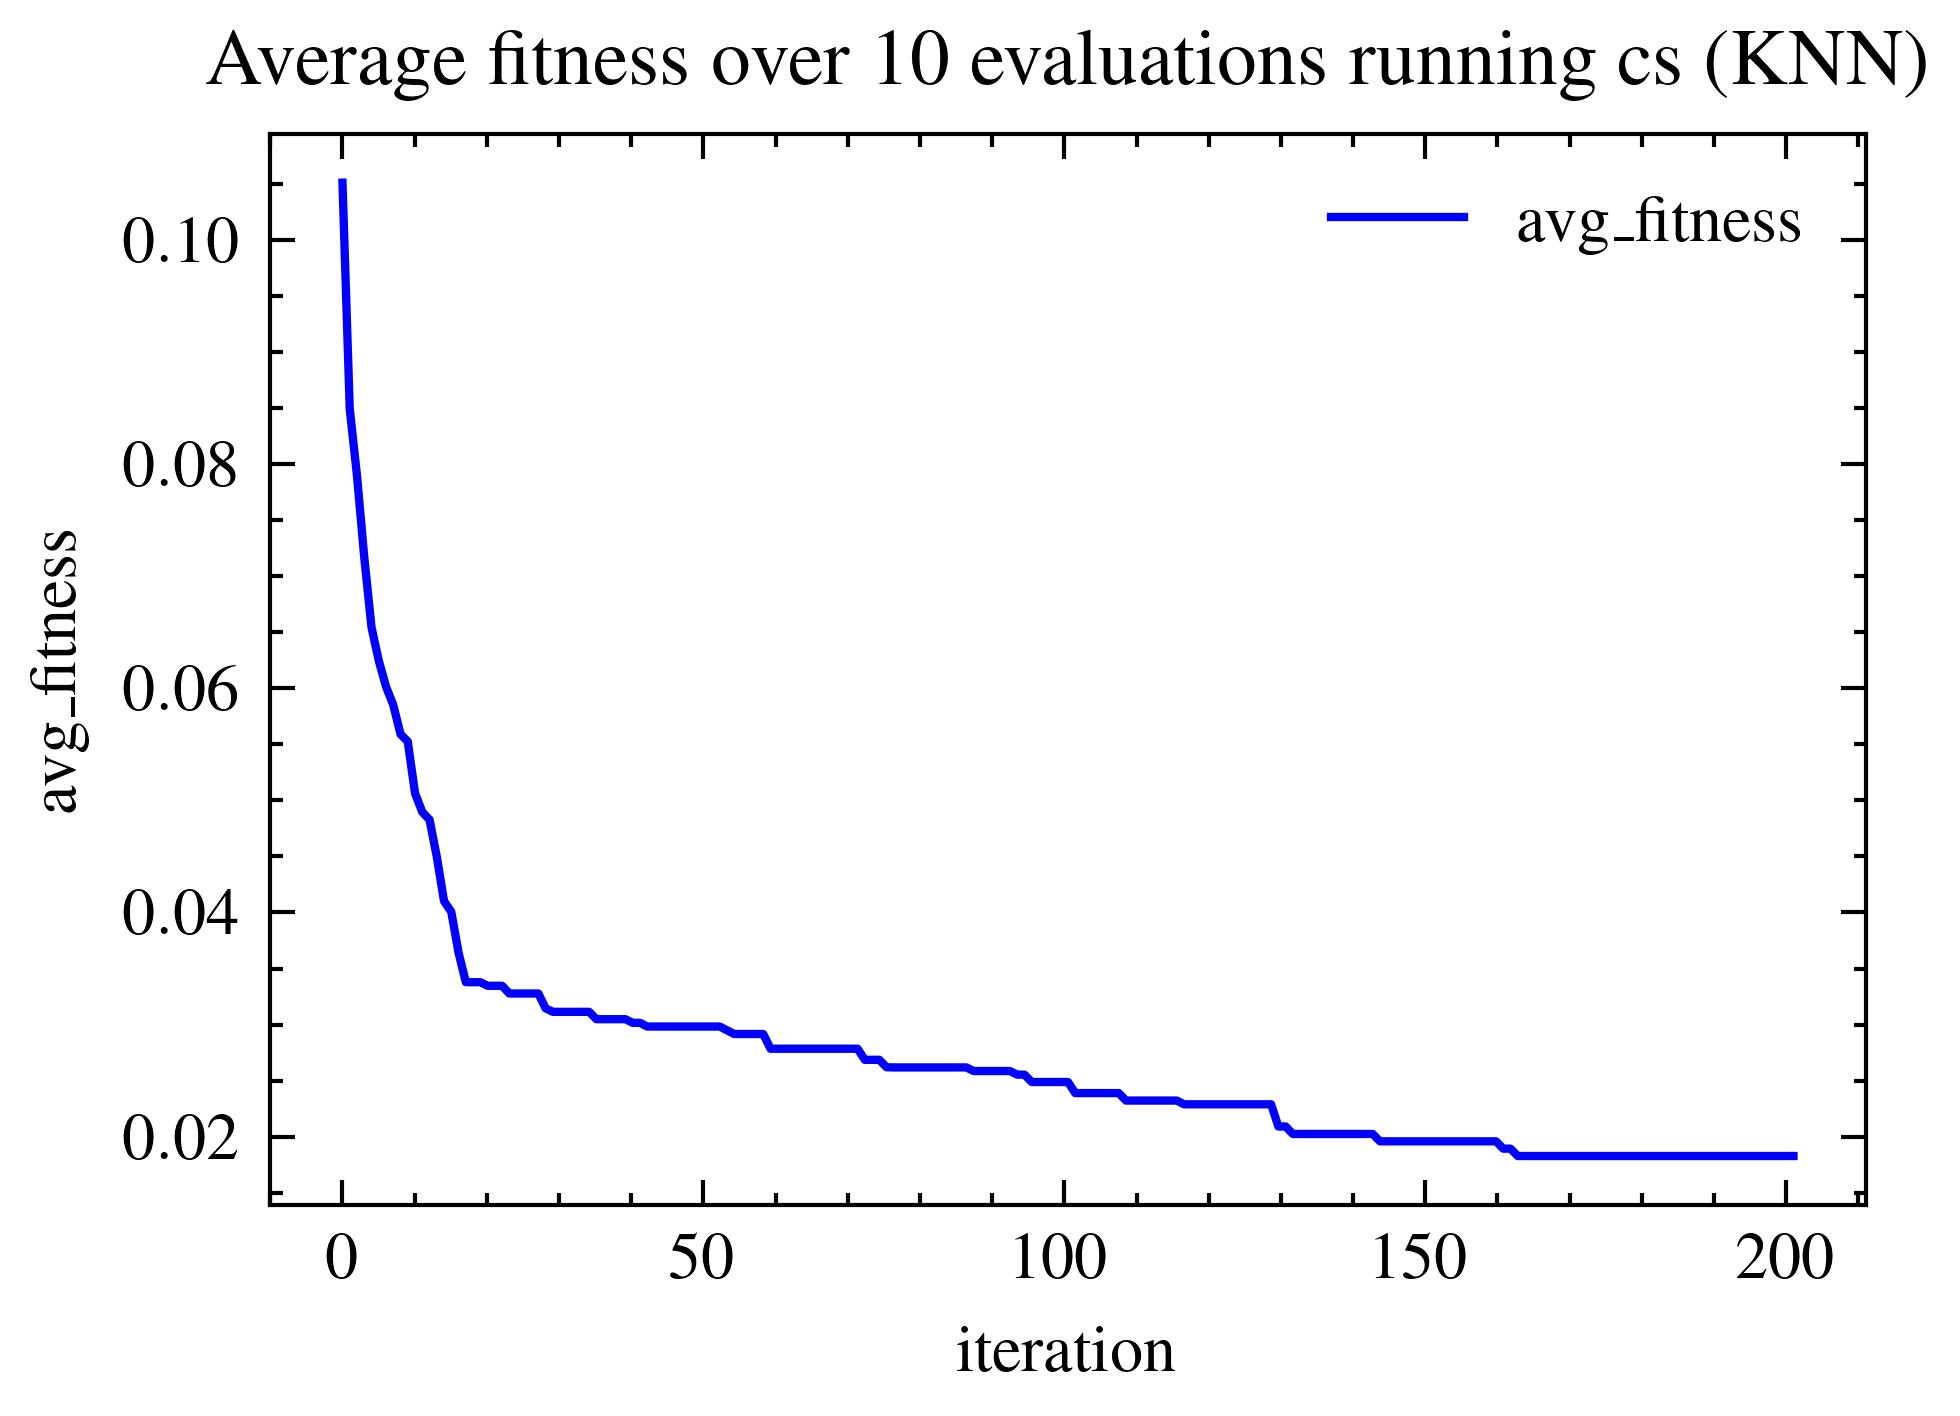 Average fitness over 10 evaluations running cs (KNN)
avg_fitness
0.10
0.08
0.06
0.04
0.02
avg_fitness
0 50 100 150 200
iteration